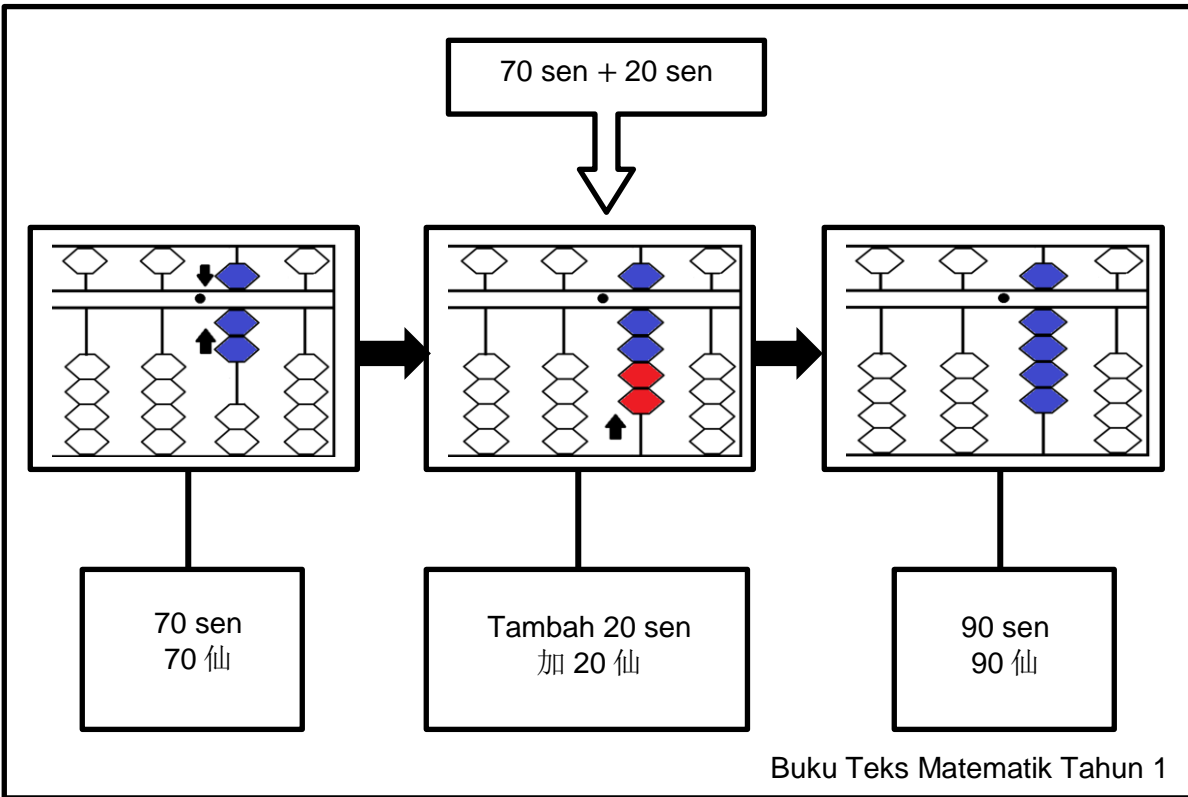 70 sen + 20 sen
70 sen
70 仙
Tambah 20 sen
加 20 仙
90 sen
90 仙
Buku Teks Matematik Tahun 1